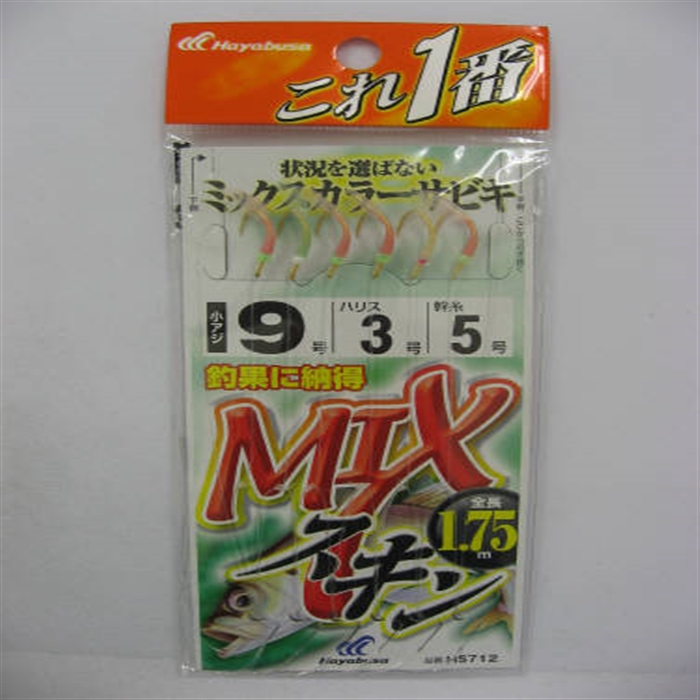 Hayabusa
これ1番
状況を選ばない
ミックスカラーサビキ
小アジ 9号 ハリス 3号 幹糸 5号
釣果に納得
MIX
スキン
全長
1.75m
Hayabusa
品番:HS712